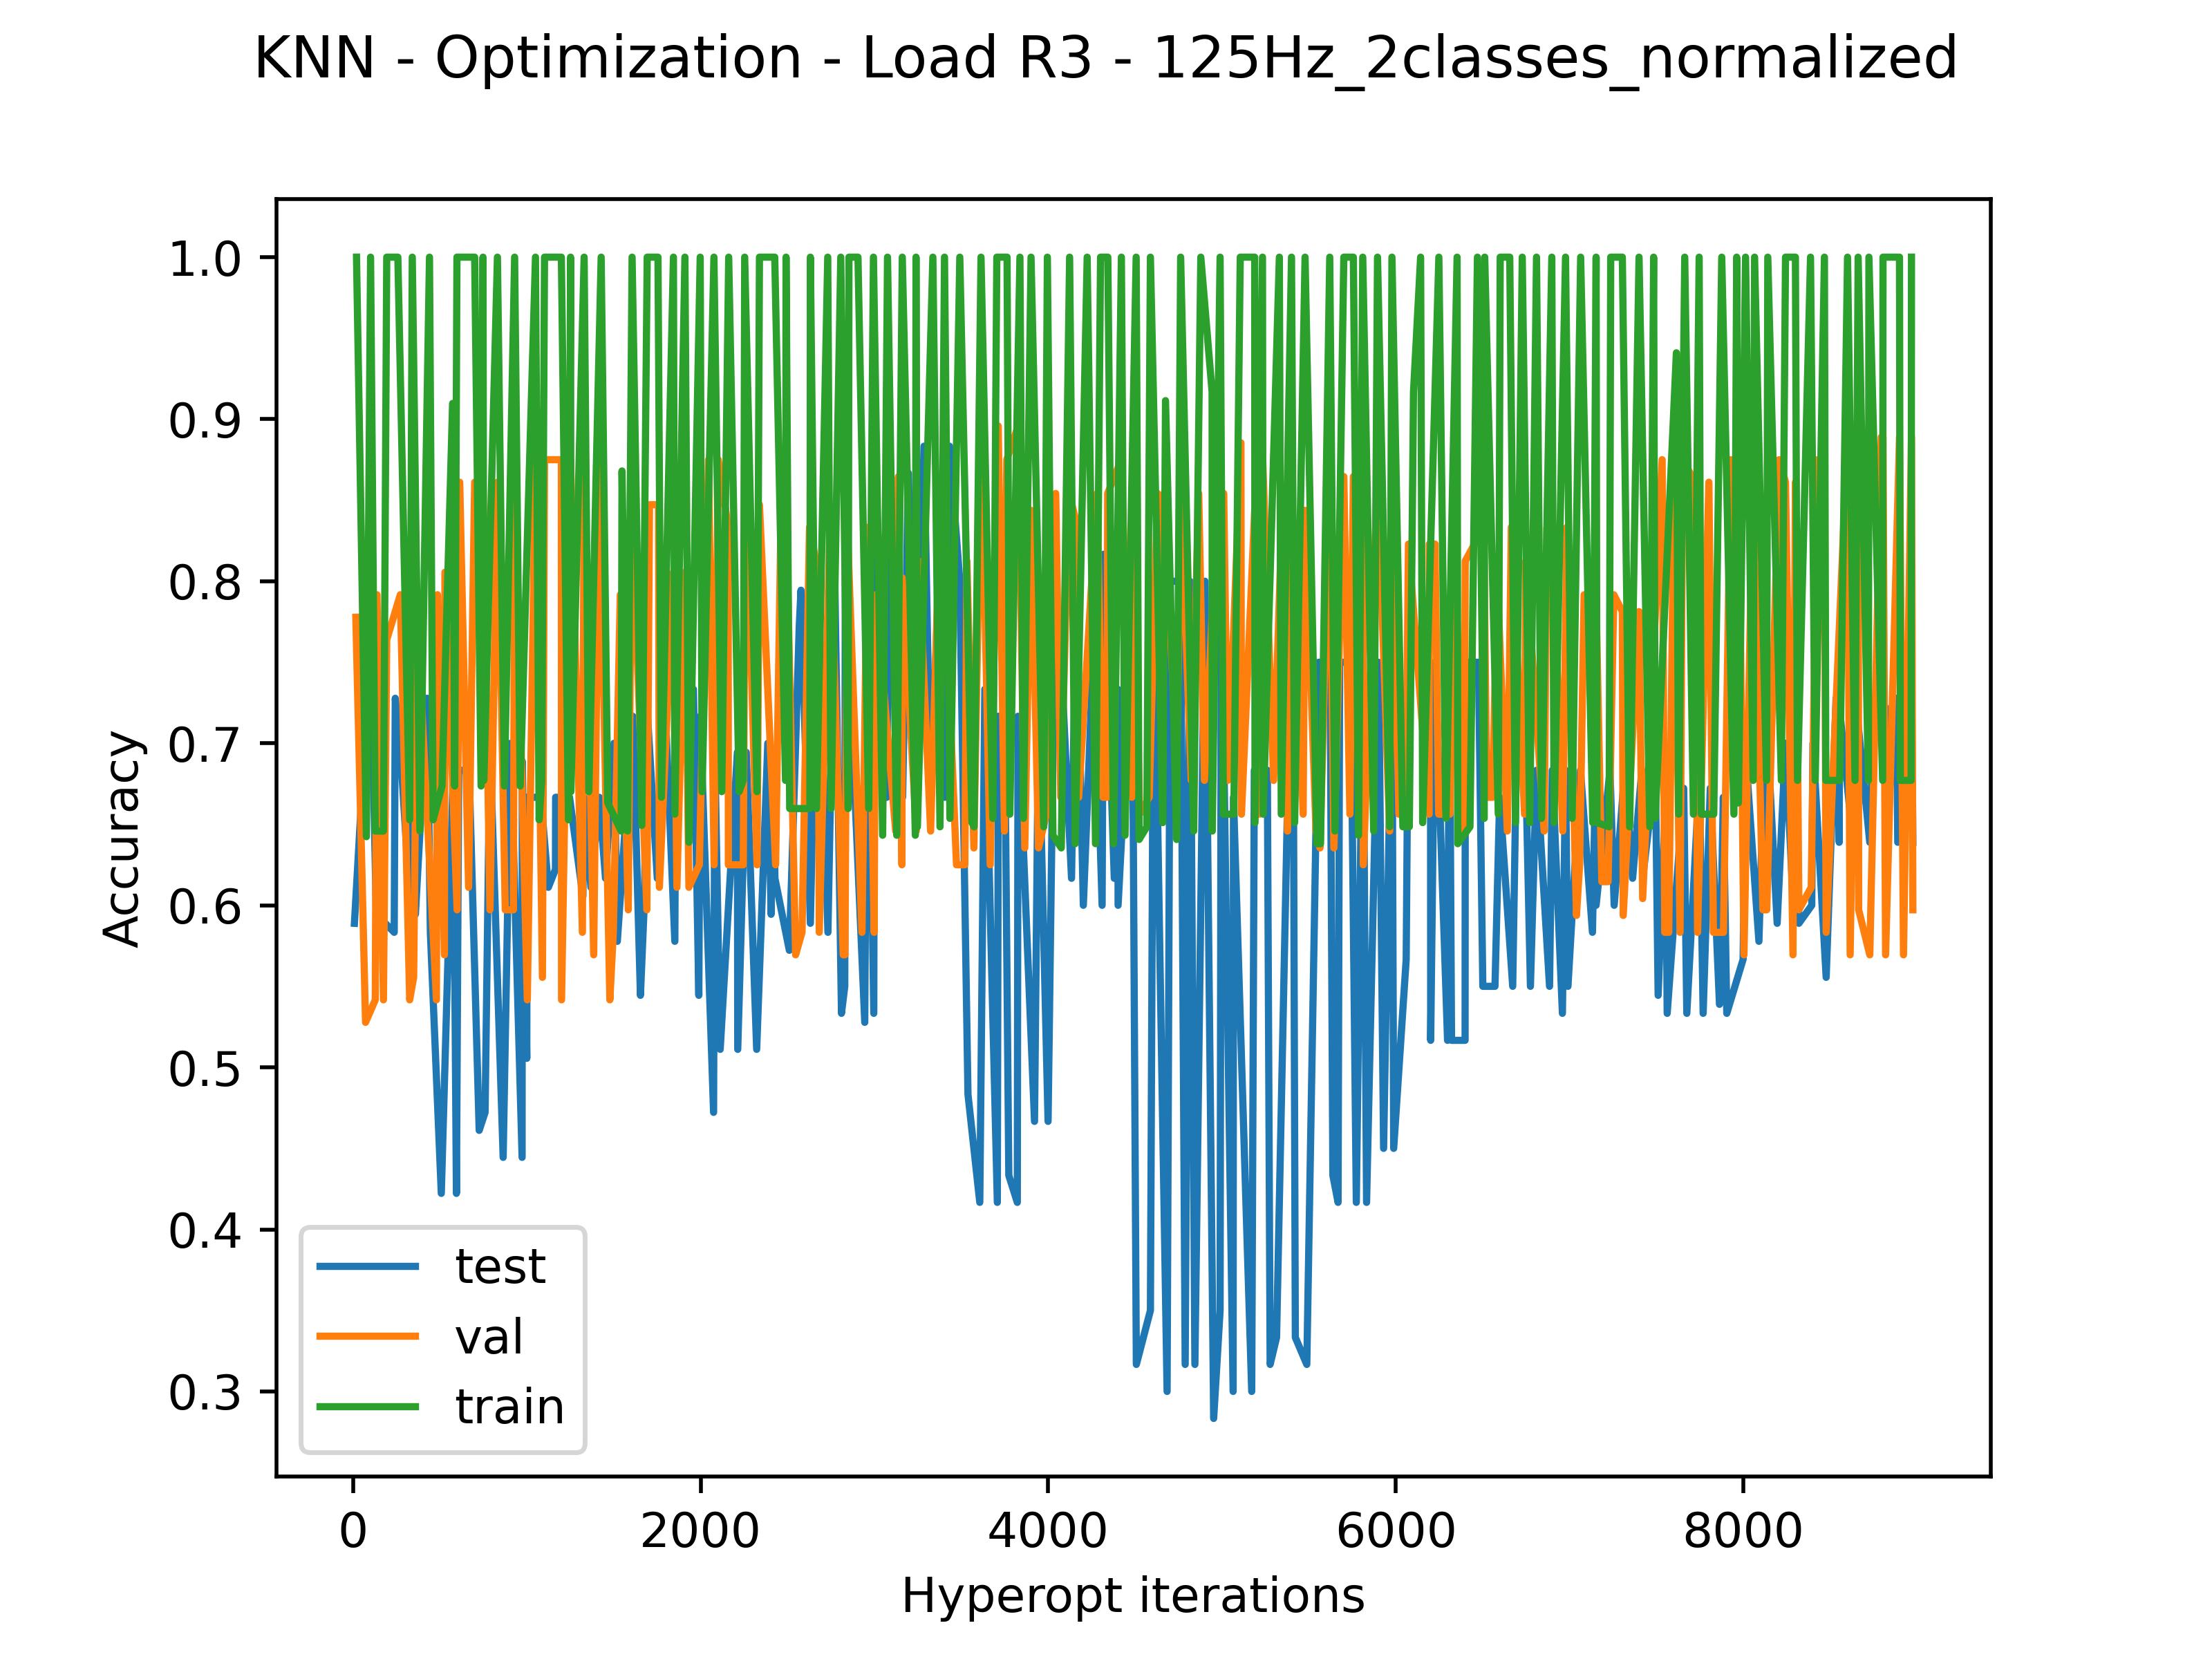 KNN - Optimization - Load R3 - 125Hz_2classes_normalized
1.0
0.9
0.8
0.7
0.6
0.5
0.4
0.3
Accuracy
test
val
train
0 2000 4000 6000 8000
Hyperopt iterations